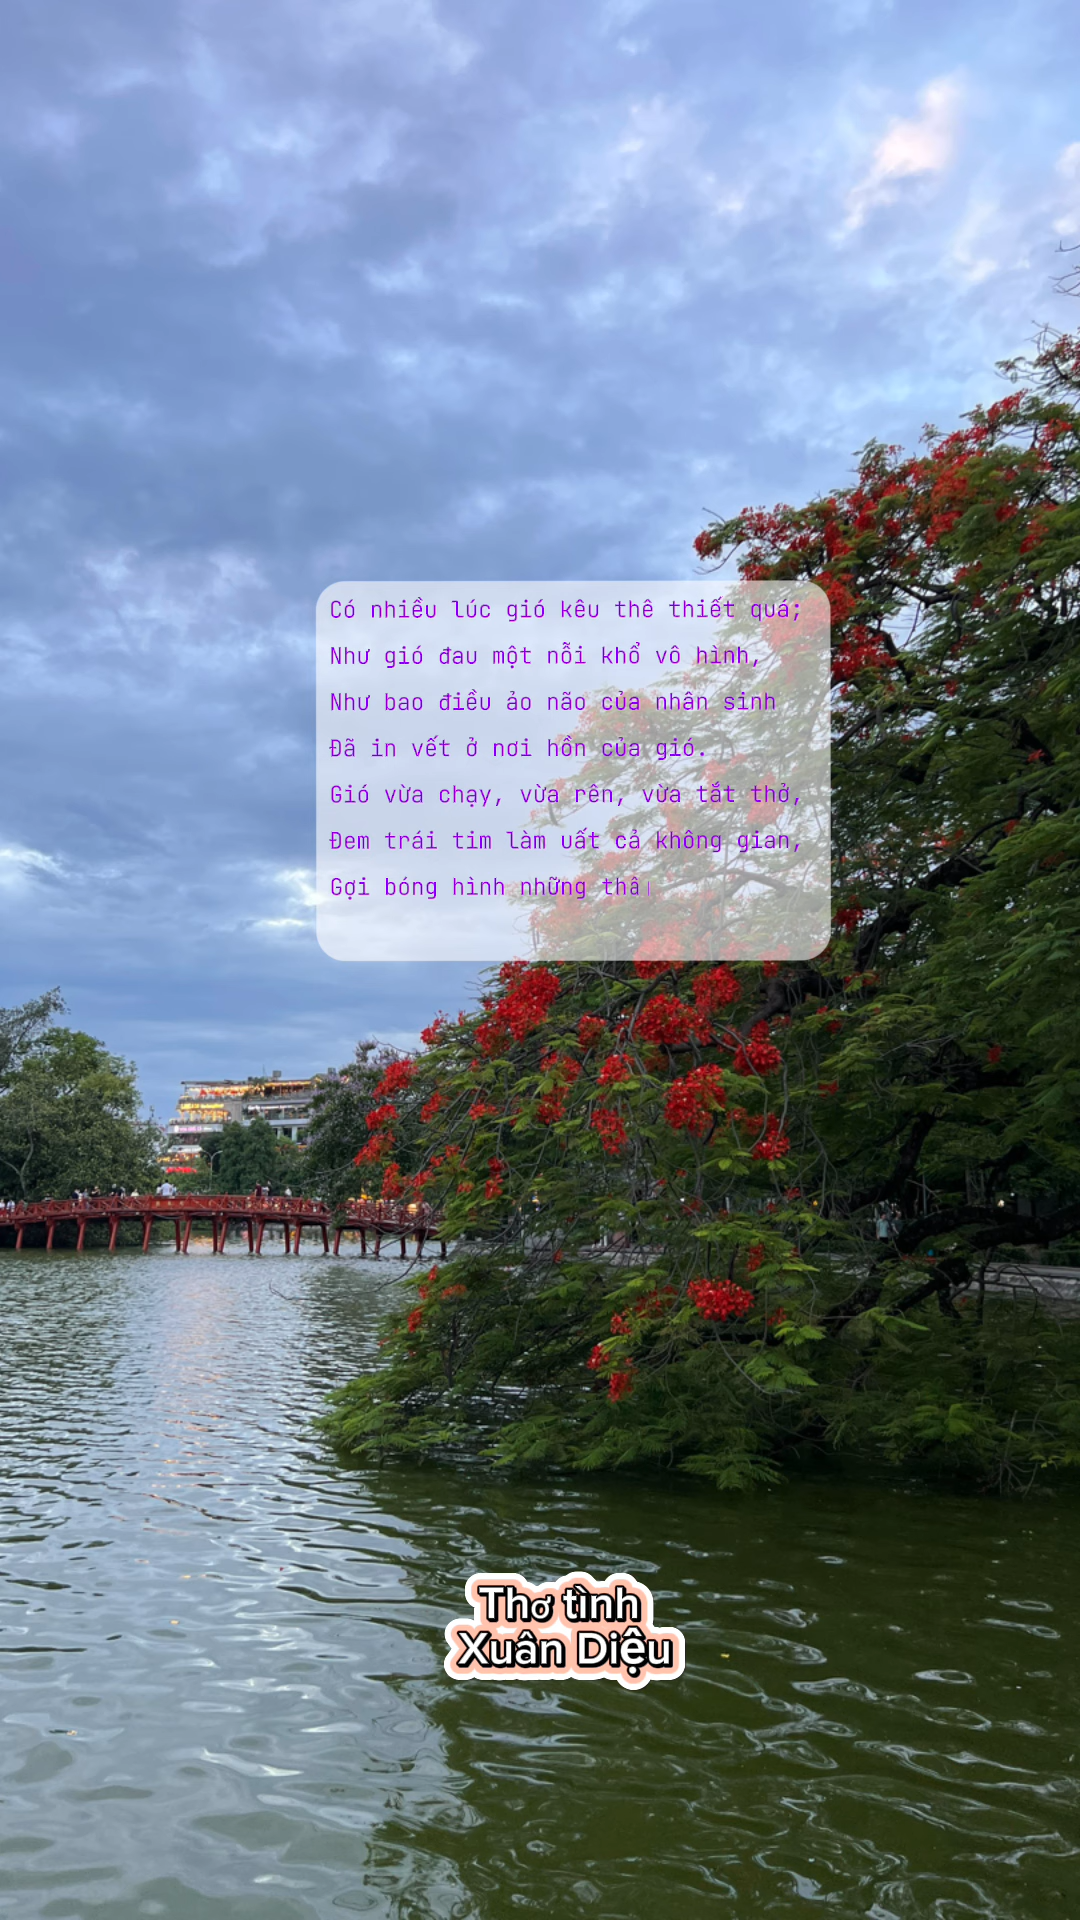 Có nhiều lúc gió kêu thê thiết quá;
Như gió đau một nỗi khổ vô hình,
Như bao điều ảo não của nhân sinh
Đã in vết ở nơi hồn của gió.
Gió vừa chạy, vừa rên, vừa tắt thở,
Đem trái tim làm uất cả không gian,
Gợi bóng hình những thâ
Thơ tình
Xuân Diệu